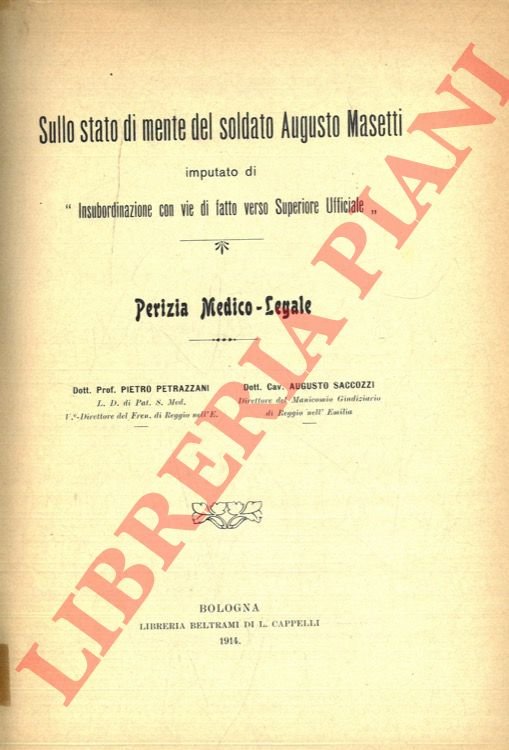 Sullo stato di mente del soldato Augusto Masetti
imputato di
“ Insubordinazione con vie di fatto verso Superiore Ufficiale „
Perizia Medico-Legale
Dott. Prof. PIETRO PETRAZZANI
L. D. di Pat. S. Med.
V.°-Direttore del Fren. di Reggio nell'E.
Dott. Cav. AUGUSTO SACCOZZI
Direttore del Manicomio Giudiziario
di Reggio nell' Emilia
BOLOGNA
LIBRERIA BELTRAMI DI L. CAPPELLI
1914.
LIBRERIA PIANI